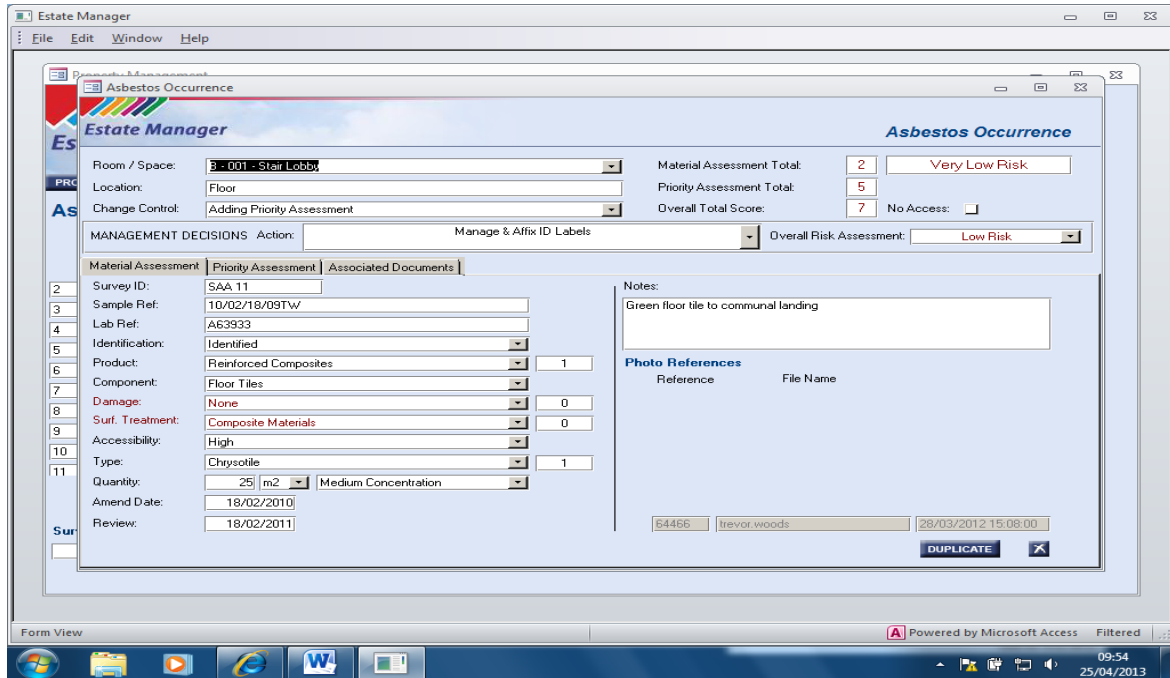 Estate Manager
File Edit Window Help
Asbestos Occurrence
Estate Manager
Asbestos Occurrence
Es
PRO
As
Room / Space: B - 001 - Stair Lobby
Material Assessment Total: 2 Very Low Risk
Location: Floor
Priority Assessment Total: 5
Change Control: Adding Priority Assessment
Overall Total Score: 7 No Access:
MANAGEMENT DECISIONS Action: Manage & Affix ID Labels
Overall Risk Assessment: Low Risk
Material Assessment Priority Assessment Associated Documents
2
3
4
5
6
7
8
9
10
11
Sur
Survey ID: SAA 11
Sample Ref: 10/02/18/09TW
Lab Ref: A63933
Identification: Identified
Product: Reinforced Composites 1
Component: Floor Tiles
Damage: None 0
Surf. Treatment: Composite Materials 0
Accessibility: High
Type: Chrysotile 1
Quantity: 25 m2 Medium Concentration
Amend Date: 18/02/2010
Review: 18/02/2011
Notes:
Green floor tile to communal landing
Photo References
Reference File Name
64466 trevor.woods 28/03/2012 15:08:00
DUPLICATE
Form View
Powered by Microsoft Access Filtered
09:54
25/04/2013